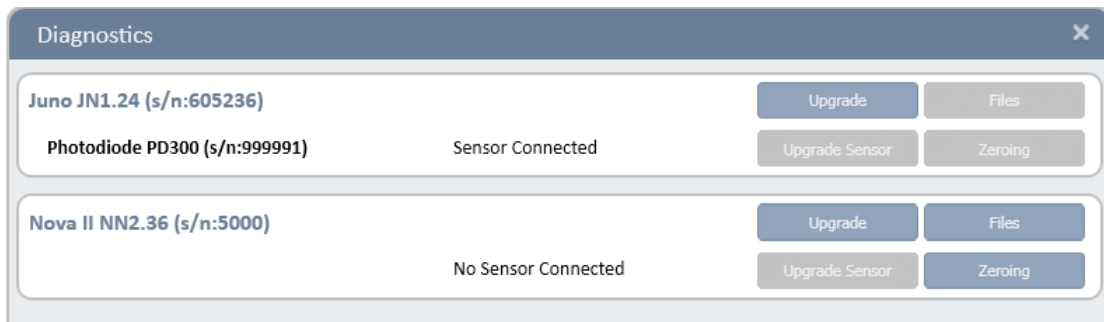 Diagnostics
Juno JN1.24 (s/n:605236) Upgrade Files
Photodiode PD300 (s/n:999991) Sensor Connected Upgrade Sensor Zeroing
Nova II NN2.36 (s/n:5000) Upgrade Files
No Sensor Connected Upgrade Sensor Zeroing